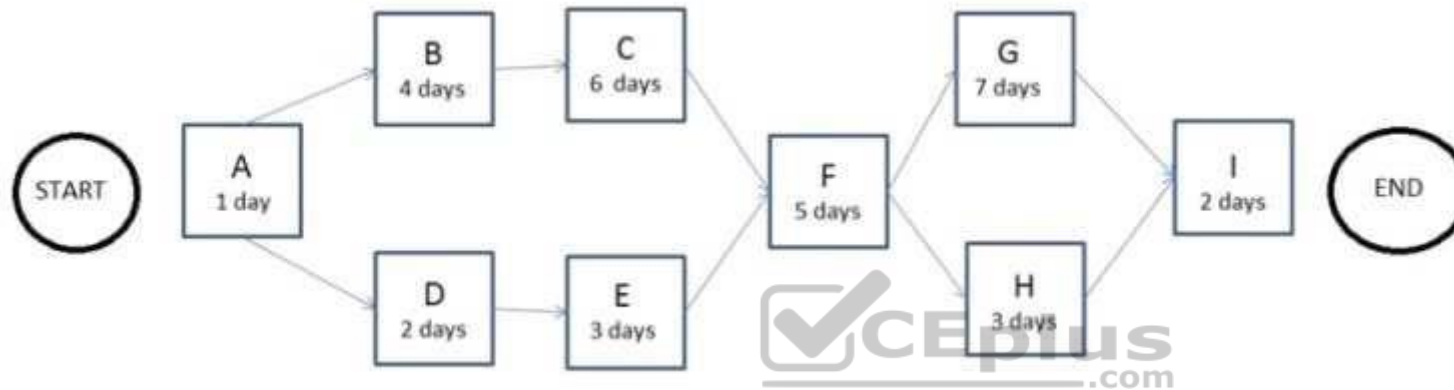 START
A
1 day
B
4 days
C
6 days
D
2 days
E
3 days
F
5 days
G
7 days
H
3 days
I
2 days
END
CEplus
.com